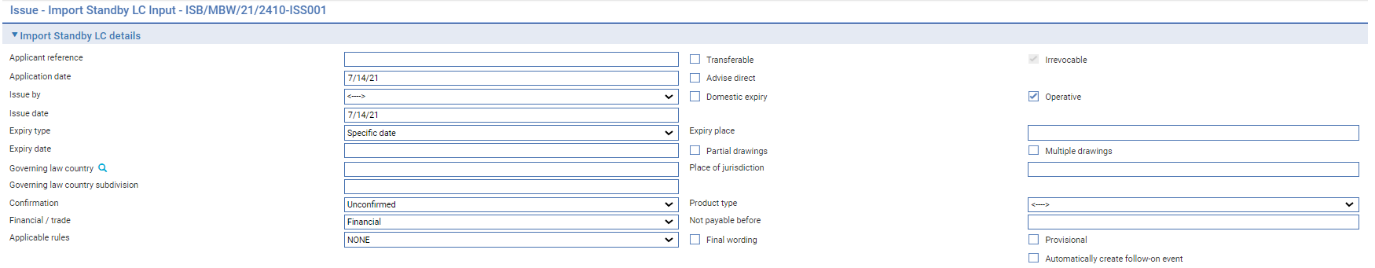 Issue - Import Standby LC Input - ISB/MBW/21/2410-ISS001
Import Standby LC details
Applicant reference Transferable Irrevocable
Application date 7/14/21 Advise direct
Issue by <----> Domestic expiry Operative
Issue date 7/14/21
Expiry type Specific date Expiry place
Expiry date Partial drawings Multiple drawings
Governing law country Place of jurisdiction
Governing law country subdivision
Confirmation Unconfirmed Product type <---->
Financial / trade Financial Not payable before
Applicable rules NONE Final wording Provisional
Automatically create follow-on event